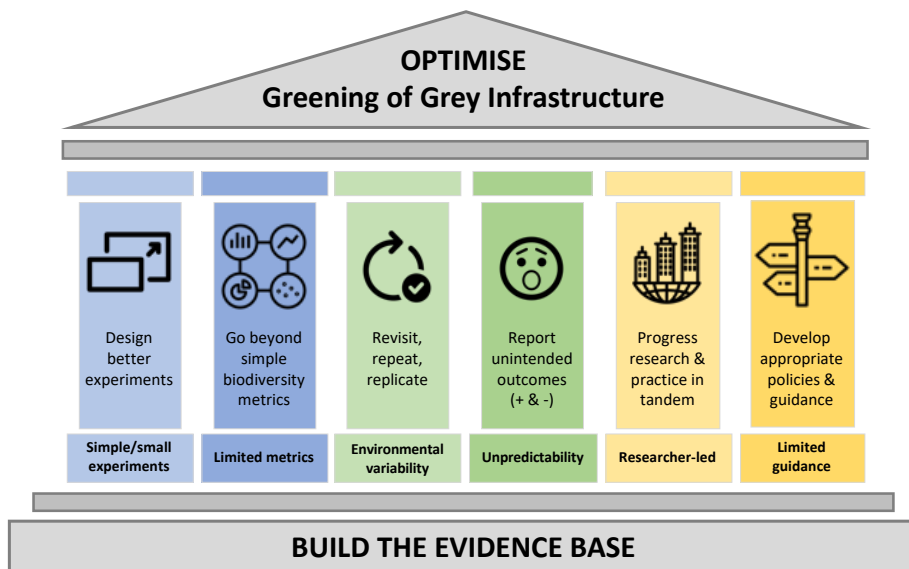 OPTIMISE
Greening of Grey Infrastructure
Design
better
experiments
Go beyond
simple
biodiversity
metrics
Revisit,
repeat,
replicate
Report
unintended
outcomes
(+ & -)
Progress
research &
practice in
tandem
Develop
appropriate
policies &
guidance
Simple/small
experiments
Limited metrics
Environmental
variability
Unpredictability
Researcher-led
Limited
guidance
BUILD THE EVIDENCE BASE